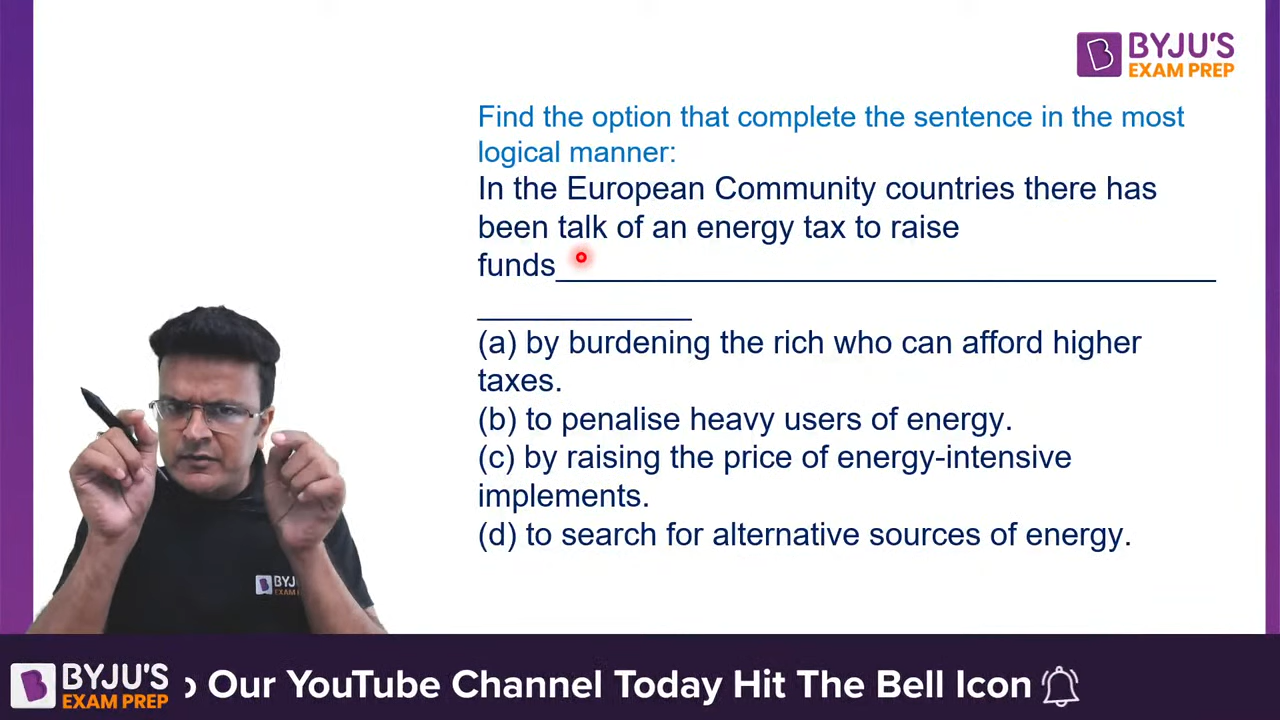 BYJU'S
EXAM PREP
Find the option that complete the sentence in the most
logical manner:
In the European Community countries there has
been talk of an energy tax to raise
funds
(a) by burdening the rich who can afford higher
taxes.
(b) to penalise heavy users of energy.
(c) by raising the price of energy-intensive
implements.
(d) to search for alternative sources of energy.
BYJU'S
EXAM PREP
Our YouTube Channel Today Hit The Bell Icon